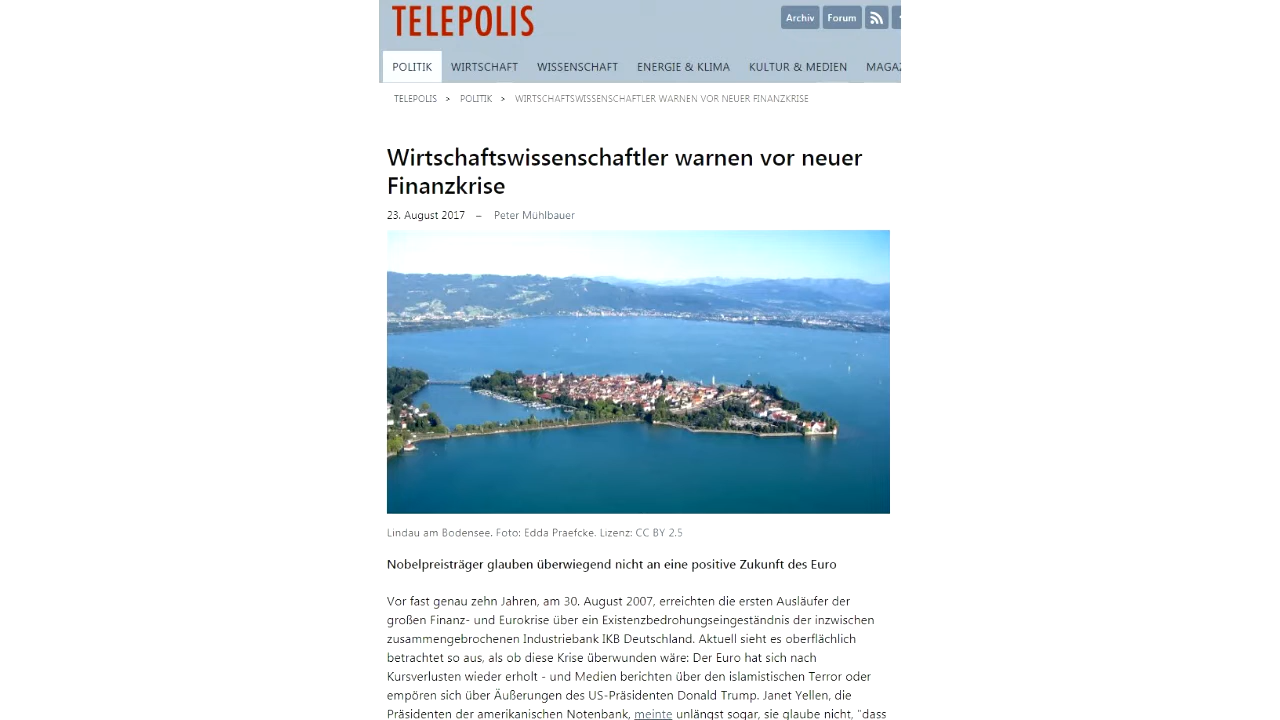 TELEPOLIS
Archiv Forum
POLITIK WIRTSCHAFT WISSENSCHAFT ENERGIE & KLIMA KULTUR & MEDIEN MAGAZ
TELEPOLIS > POLITIK > WIRTSCHAFTSWISSENSCHAFTLER WARNEN VOR NEUER FINANZKRISE
Wirtschaftswissenschaftler warnen vor neuer
Finanzkrise
23. August 2017 – Peter Mühlbauer
Lindau am Bodensee. Foto: Edda Praefcke. Lizenz: CC BY 2.5
Nobelpreisträger glauben überwiegend nicht an eine positive Zukunft des Euro
Vor fast genau zehn Jahren, am 30. August 2007, erreichten die ersten Ausläufer der
großen Finanz- und Eurokrise über ein Existenzbedrohungseingeständnis der inzwischen
zusammengebrochenen Industriebank IKB Deutschland. Aktuell sieht es oberflächlich
betrachtet so aus, als ob diese Krise überwunden wäre: Der Euro hat sich nach
Kursverlusten wieder erholt - und Medien berichten über den islamistischen Terror oder
empören sich über Äußerungen des US-Präsidenten Donald Trump. Janet Yellen, die
Präsidenten der amerikanischen Notenbank, meinte unlängst sogar, sie glaube nicht, "dass